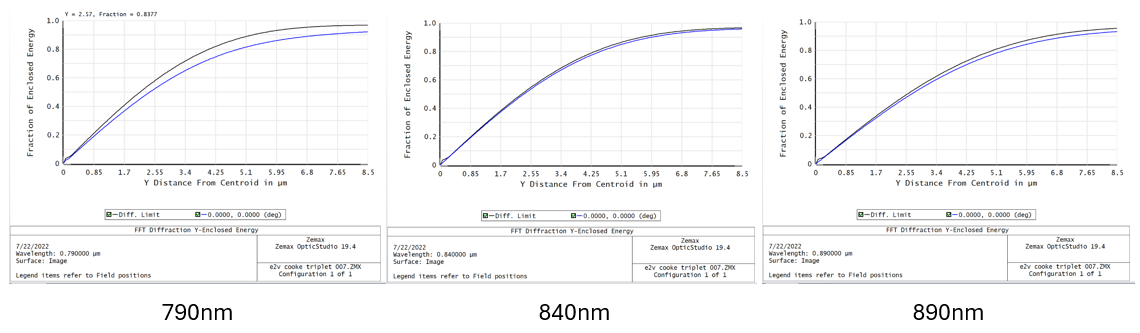 Y = 2.57, Fraction = 0.8377
Fraction of Enclosed Energy
1.0
0.8
0.6
0.4
0.2
0
0 0.85 1.7 2.55 3.4 4.25 5.1 5.95 6.8 7.65 8.5
Y Distance From Centroid in µm
Diff. Limit 0.0000, 0.0000 (deg)
FFT Diffraction Y-Enclosed Energy
7/22/2022
Wavelength: 0.790000 µm
Surface: Image
Legend items refer to Field positions
Zemax
Zemax OpticStudio 19.4
e2v cooke triplet 007.ZMX
Configuration 1 of 1
790nm
Fraction of Enclosed Energy
1.0
0.8
0.6
0.4
0.2
0
0 0.85 1.7 2.55 3.4 4.25 5.1 5.95 6.8 7.65 8.5
Y Distance From Centroid in µm
Diff. Limit 0.0000, 0.0000 (deg)
FFT Diffraction Y-Enclosed Energy
7/22/2022
Wavelength: 0.840000 µm
Surface: Image
Legend items refer to Field positions
Zemax
Zemax OpticStudio 19.4
e2v cooke triplet 007.ZMX
Configuration 1 of 1
840nm
Fraction of Enclosed Energy
1.0
0.8
0.6
0.4
0.2
0
0 0.85 1.7 2.55 3.4 4.25 5.1 5.95 6.8 7.65 8.5
Y Distance From Centroid in µm
Diff. Limit 0.0000, 0.0000 (deg)
FFT Diffraction Y-Enclosed Energy
7/22/2022
Wavelength: 0.890000 µm
Surface: Image
Legend items refer to Field positions
Zemax
Zemax OpticStudio 19.4
e2v cooke triplet 007.ZMX
Configuration 1 of 1
890nm